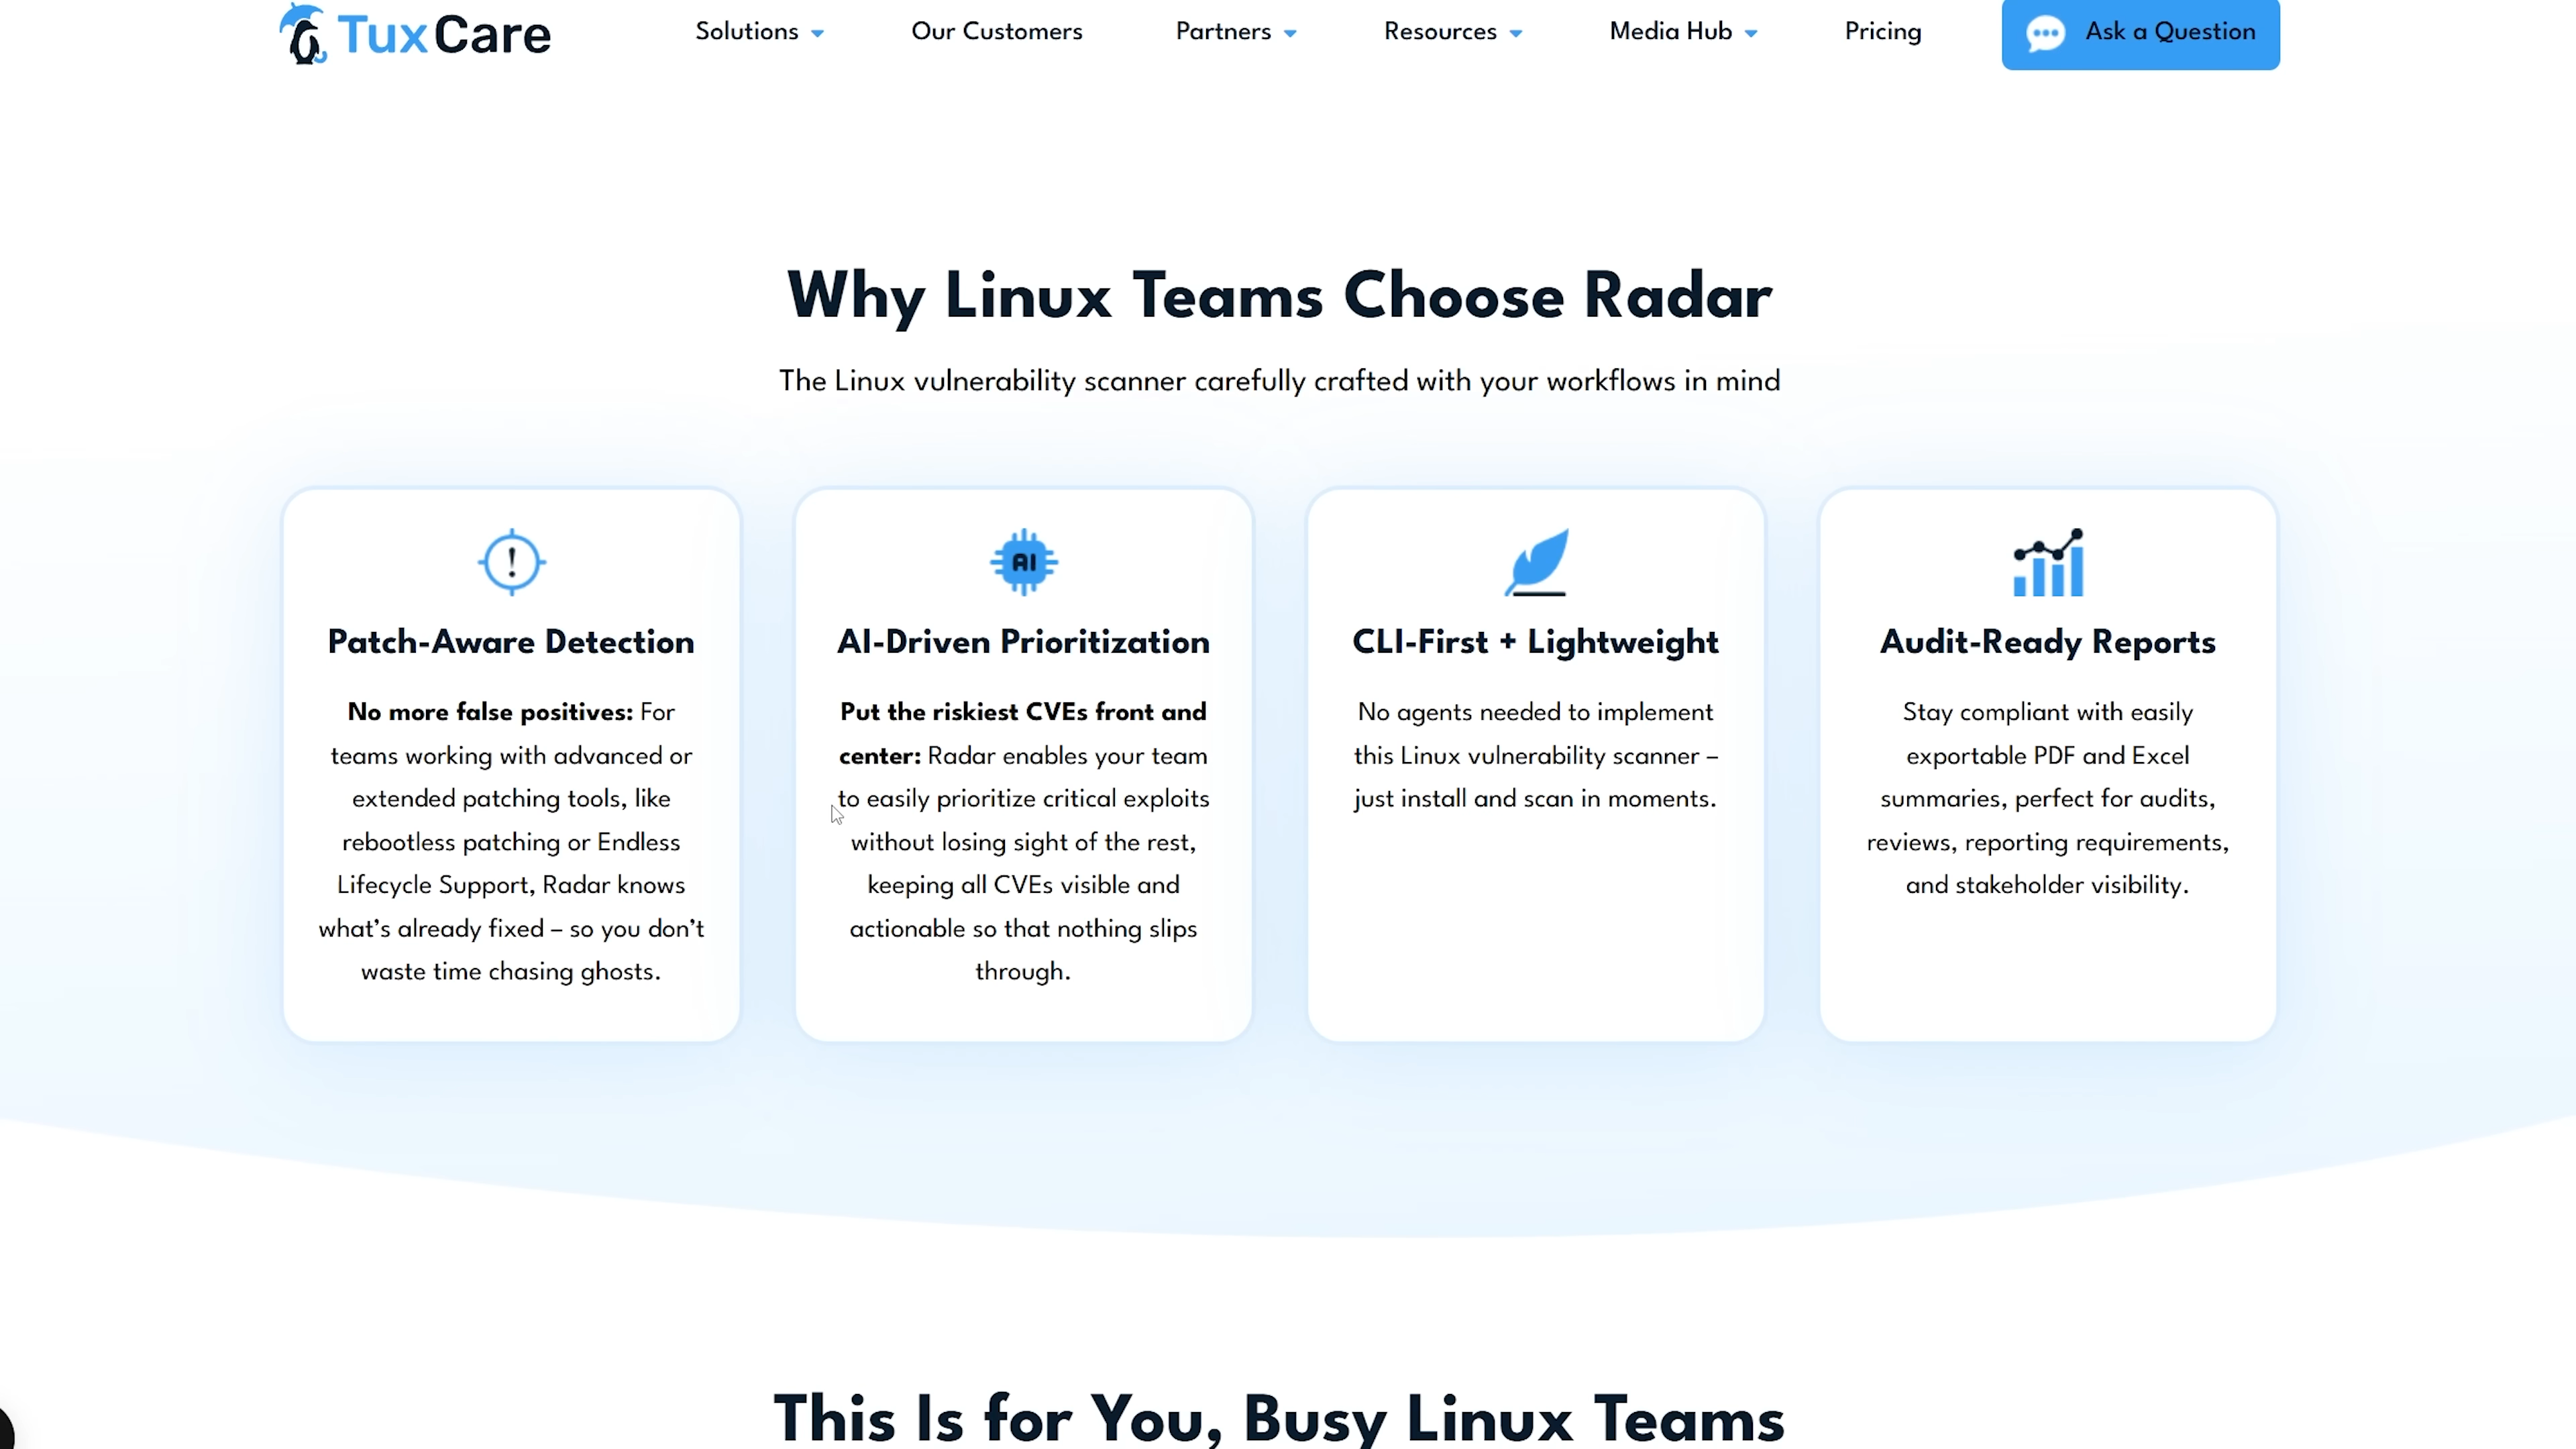 TuxCare
Solutions
Our Customers
Partners
Resources
Media Hub
Pricing
Ask a Question
Why Linux Teams Choose Radar
The Linux vulnerability scanner carefully crafted with your workflows in mind
!
Patch-Aware Detection
No more false positives: For
teams working with advanced or
extended patching tools, like
rebootless patching or Endless
Lifecycle Support, Radar knows
what’s already fixed – so you don’t
waste time chasing ghosts.
AI
AI-Driven Prioritization
Put the riskiest CVEs front and
center: Radar enables your team
to easily prioritize critical exploits
without losing sight of the rest,
keeping all CVEs visible and
actionable so that nothing slips
through.
CLI-First + Lightweight
No agents needed to implement
this Linux vulnerability scanner –
just install and scan in moments.
Audit-Ready Reports
Stay compliant with easily
exportable PDF and Excel
summaries, perfect for audits,
reviews, reporting requirements,
and stakeholder visibility.
This Is for You, Busy Linux Teams